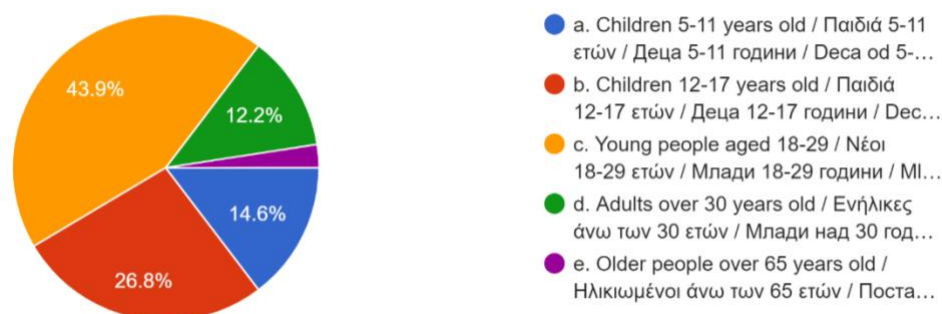 43.9%
12.2%
14.6%
26.8%
a. Children 5-11 years old / Παιδιά 5-11
ετών / Деца 5-11 години / Deca od 5-…
b. Children 12-17 years old / Παιδιά
12-17 ετών / Деца 12-17 години / Dec…
c. Young people aged 18-29 / Νέοι
18-29 ετών / Млади 18-29 години / Ml…
d. Adults over 30 years old / Ενήλικες
άνω των 30 ετών / Млади над 30 год…
e. Older people over 65 years old /
Ηλικιωμένοι άνω των 65 ετών / Поста…